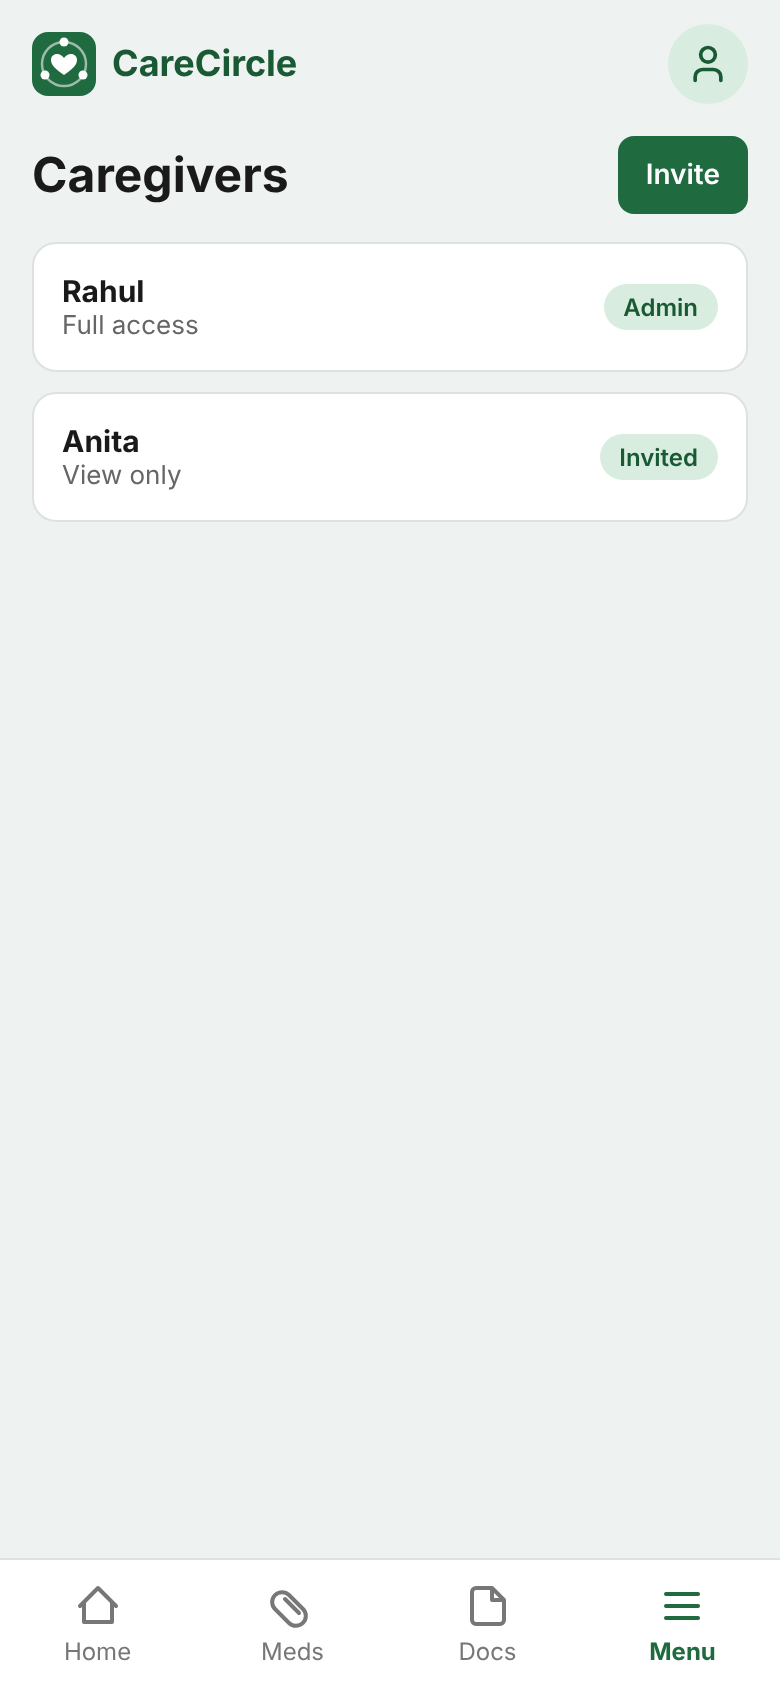 CareCircle
Caregivers
Invite
Rahul
Full access
Admin
Anita
View only
Invited
Home
Meds
Docs
Menu